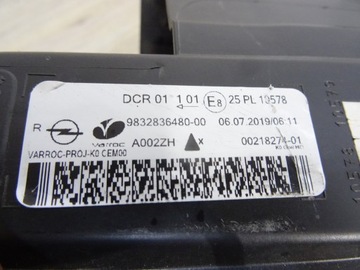 DCR 01 1 01 E8 25 PL 10578
R varroc 9832836480-00 06.07.2019/06:11
A002ZH X 00218274-01
VARROC-PROJ-K0 CEM00